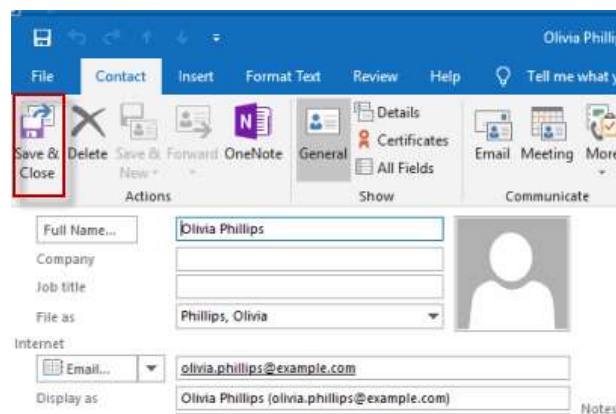 Olivia Phillip
File Contact Insert Format Text Review Help Tell me what y
Save & Close Delete Save & New Forward OneNote General Details Certificates All Fields Email Meeting More
Actions Show Communicate
Full Name... Olivia Phillips
Company
Job title
File as Phillips, Olivia
Internet
Email... olivia.phillips@example.com
Display as Olivia Phillips (olivia.phillips@example.com)
Notes